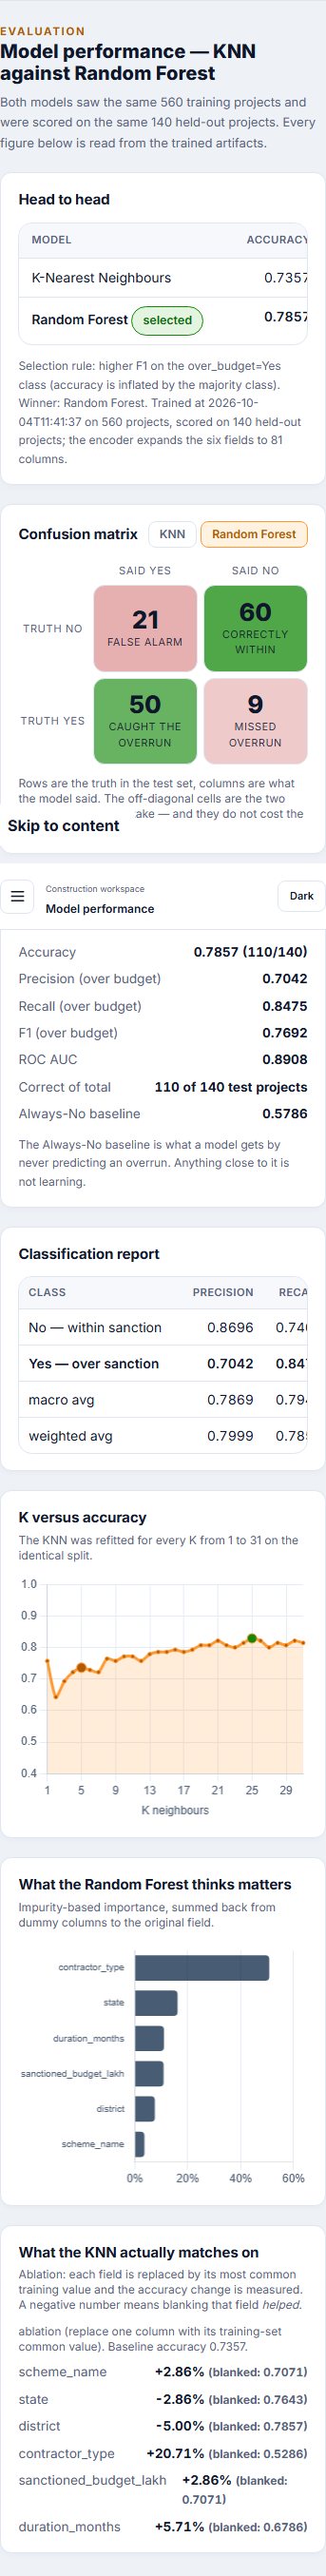 EVALUATION
Model performance — KNN
against Random Forest
Both models saw the same 560 training projects and
were scored on the same 140 held-out projects. Every
figure below is read from the trained artifacts.
Head to head
MODEL ACCURACY
K-Nearest Neighbours 0.7357
Random Forest selected 0.7857
Selection rule: higher F1 on the over_budget=Yes
class (accuracy is inflated by the majority class).
Winner: Random Forest. Trained at 2026-10-
04T11:41:37 on 560 projects, scored on 140 held-out
projects; the encoder expands the six fields to 81
columns.
Confusion matrix KNN Random Forest
SAID YES SAID NO
TRUTH NO 21 FALSE ALARM 60 CORRECTLY WITHIN
TRUTH YES 50 CAUGHT THE OVERRUN 9 MISSED OVERRUN
Rows are the truth in the test set, columns are what
the model said. The off-diagonal cells are the two
ake — and they do not cost the
Skip to content
Construction workspace
Model performance
Dark
Accuracy 0.7857 (110/140)
Precision (over budget) 0.7042
Recall (over budget) 0.8475
F1 (over budget) 0.7692
ROC AUC 0.8908
Correct of total 110 of 140 test projects
Always-No baseline 0.5786
The Always-No baseline is what a model gets by
never predicting an overrun. Anything close to it is
not learning.
Classification report
CLASS PRECISION RECA
No — within sanction 0.8696 0.740
Yes — over sanction 0.7042 0.847
macro avg 0.7869 0.794
weighted avg 0.7999 0.785
K versus accuracy
The KNN was refitted for every K from 1 to 31 on the
identical split.
1.0
0.9
0.8
0.7
0.6
0.5
0.4
1 5 9 13 17 21 25 29
K neighbours
What the Random Forest thinks matters
Impurity-based importance, summed back from
dummy columns to the original field.
contractor_type
state
duration_months
sanctioned_budget_lakh
district
scheme_name
0% 20% 40% 60%
What the KNN actually matches on
Ablation: each field is replaced by its most common
training value and the accuracy change is measured.
A negative number means blanking that field helped.
ablation (replace one column with its training-set
common value). Baseline accuracy 0.7357.
scheme_name +2.86% (blanked: 0.7071)
state -2.86% (blanked: 0.7643)
district -5.00% (blanked: 0.7857)
contractor_type +20.71% (blanked: 0.5286)
sanctioned_budget_lakh +2.86% (blanked:
0.7071)
duration_months +5.71% (blanked: 0.6786)